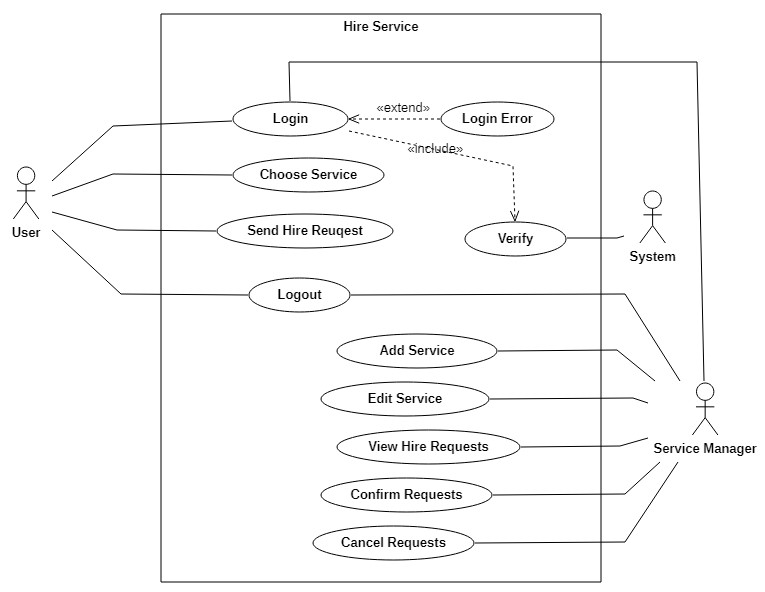 Hire Service
Login
«extend»
Login Error
«include»
Choose Service
User
Send Hire Reuqest
Verify
System
Logout
Add Service
Edit Service
View Hire Requests
Service Manager
Confirm Requests
Cancel Requests